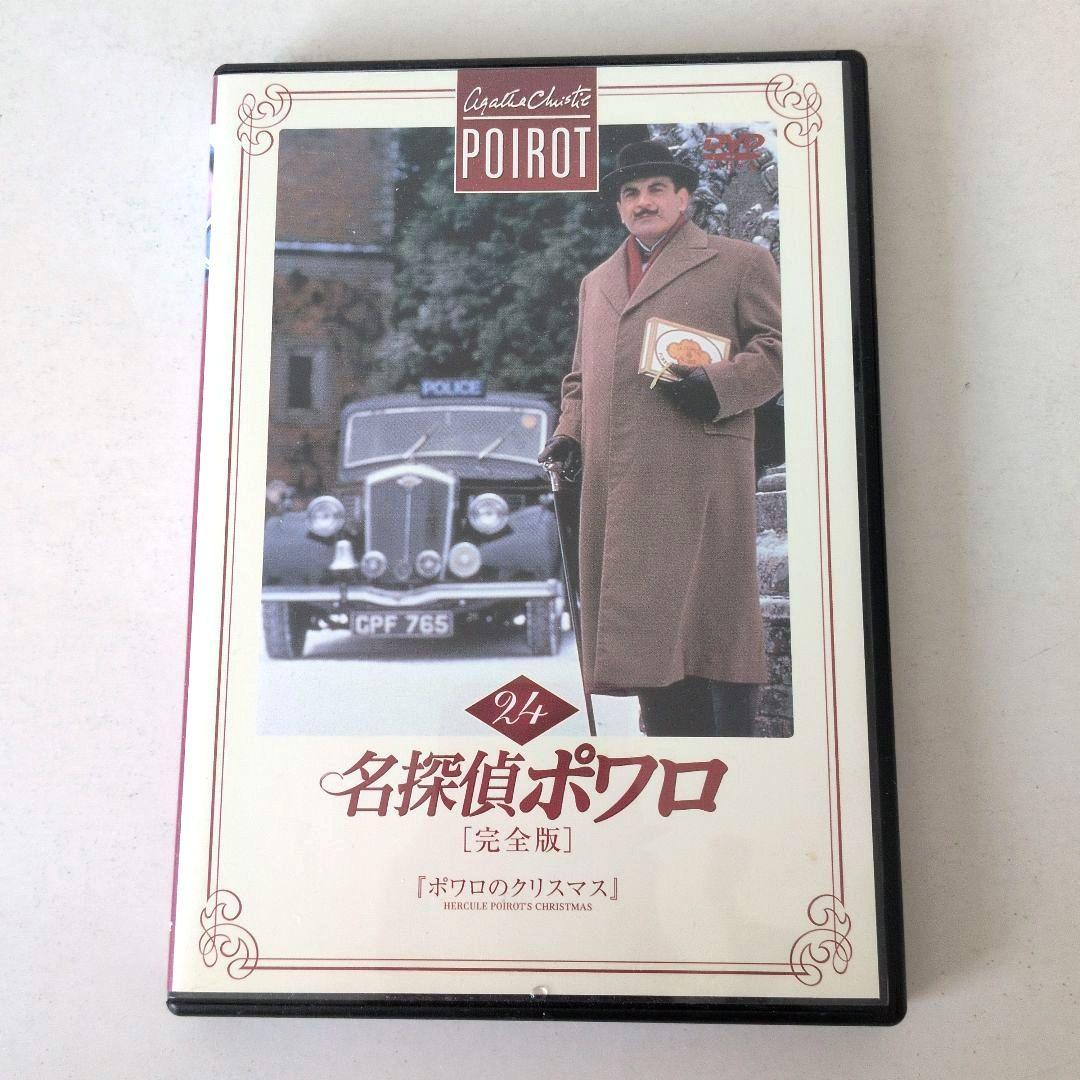 Agatha Christie
POIROT
DVD
POLICE
CPF 765
24
名探偵ポワロ
［完全版］
『ポワロのクリスマス』
HERCULE POIROT'S CHRISTMAS